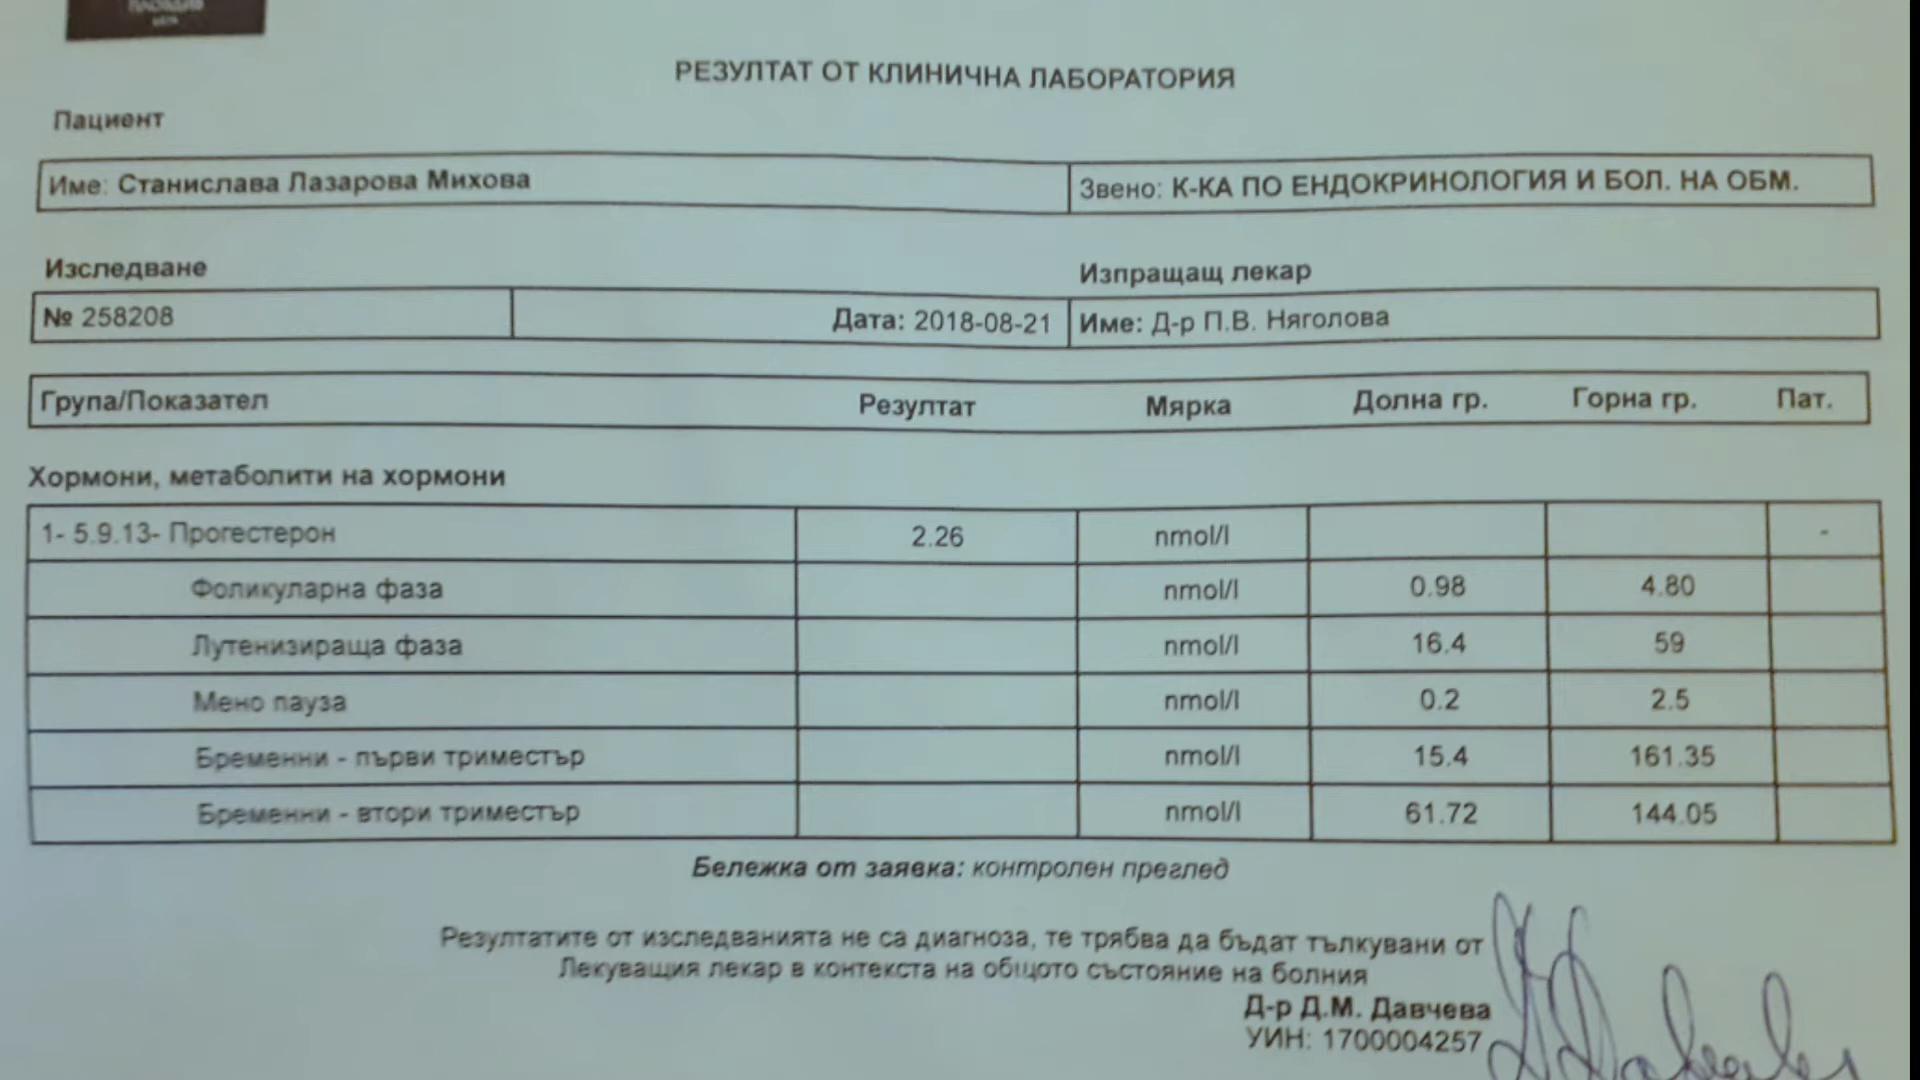 ПЛОВДИВ
РЕЗУЛТАТ ОТ КЛИНИЧНА ЛАБОРАТОРИЯ
Пациент
Име: Станислава Лазарова Михова Звено: К-КА ПО ЕНДОКРИНОЛОГИЯ И БОЛ. НА ОБМ.
Изследване Изпращащ лекар
№ 258208 Дата: 2018-08-21 Име: Д-р П.В. Няголова
Група/Показател Резултат Мярка Долна гр. Горна гр. Пат.
Хормони, метаболити на хормони
1- 5.9.13- Прогестерон 2.26 nmol/l -
Фоликуларна фаза nmol/l 0.98 4.80
Лутенизираща фаза nmol/l 16.4 59
Мено пауза nmol/l 0.2 2.5
Бременни - първи триместър nmol/l 15.4 161.35
Бременни - втори триместър nmol/l 61.72 144.05
Бележка от заявка: контролен преглед
Резултатите от изследванията не са диагноза, те трябва да бъдат тълкувани от
Лекуващия лекар в контекста на общото състояние на болния
Д-р Д.М. Давчева
УИН: 1700004257